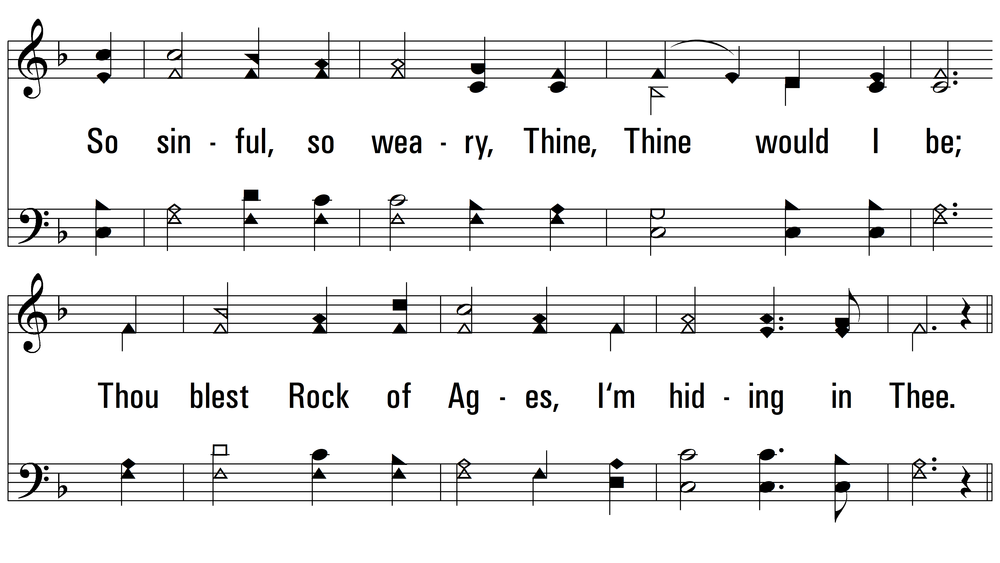 So sin - ful, so wea - ry, Thine, Thine would I be;
Thou blest Rock of Ag - es, I‘m hid - ing in Thee.